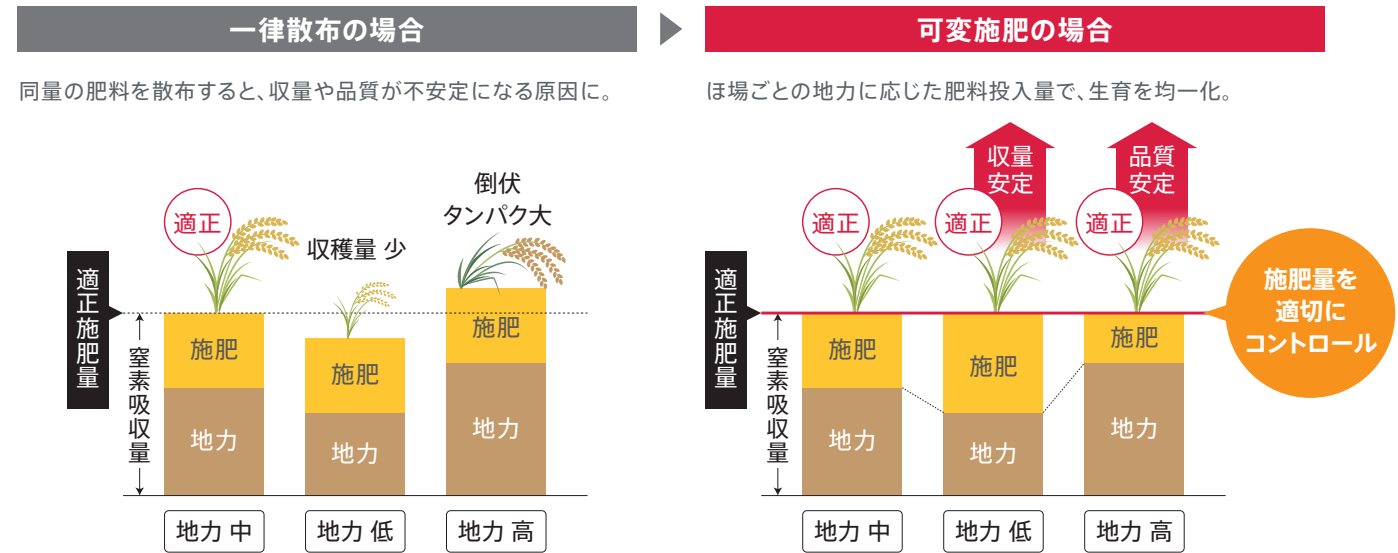 一律散布の場合
同量の肥料を散布すると、収量や品質が不安定になる原因に。
適正施肥量
窒素吸収量
適正
収穫量 少
倒伏
タンパク大
施肥
地力
施肥
地力
施肥
地力
地力 中
地力 低
地力 高
可変施肥の場合
ほ場ごとの地力に応じた肥料投入量で、生育を均一化。
適正施肥量
窒素吸収量
適正
適正
収量
安定
適正
品質
安定
施肥
地力
施肥
地力
施肥
地力
施肥量を
適切に
コントロール
地力 中
地力 低
地力 高